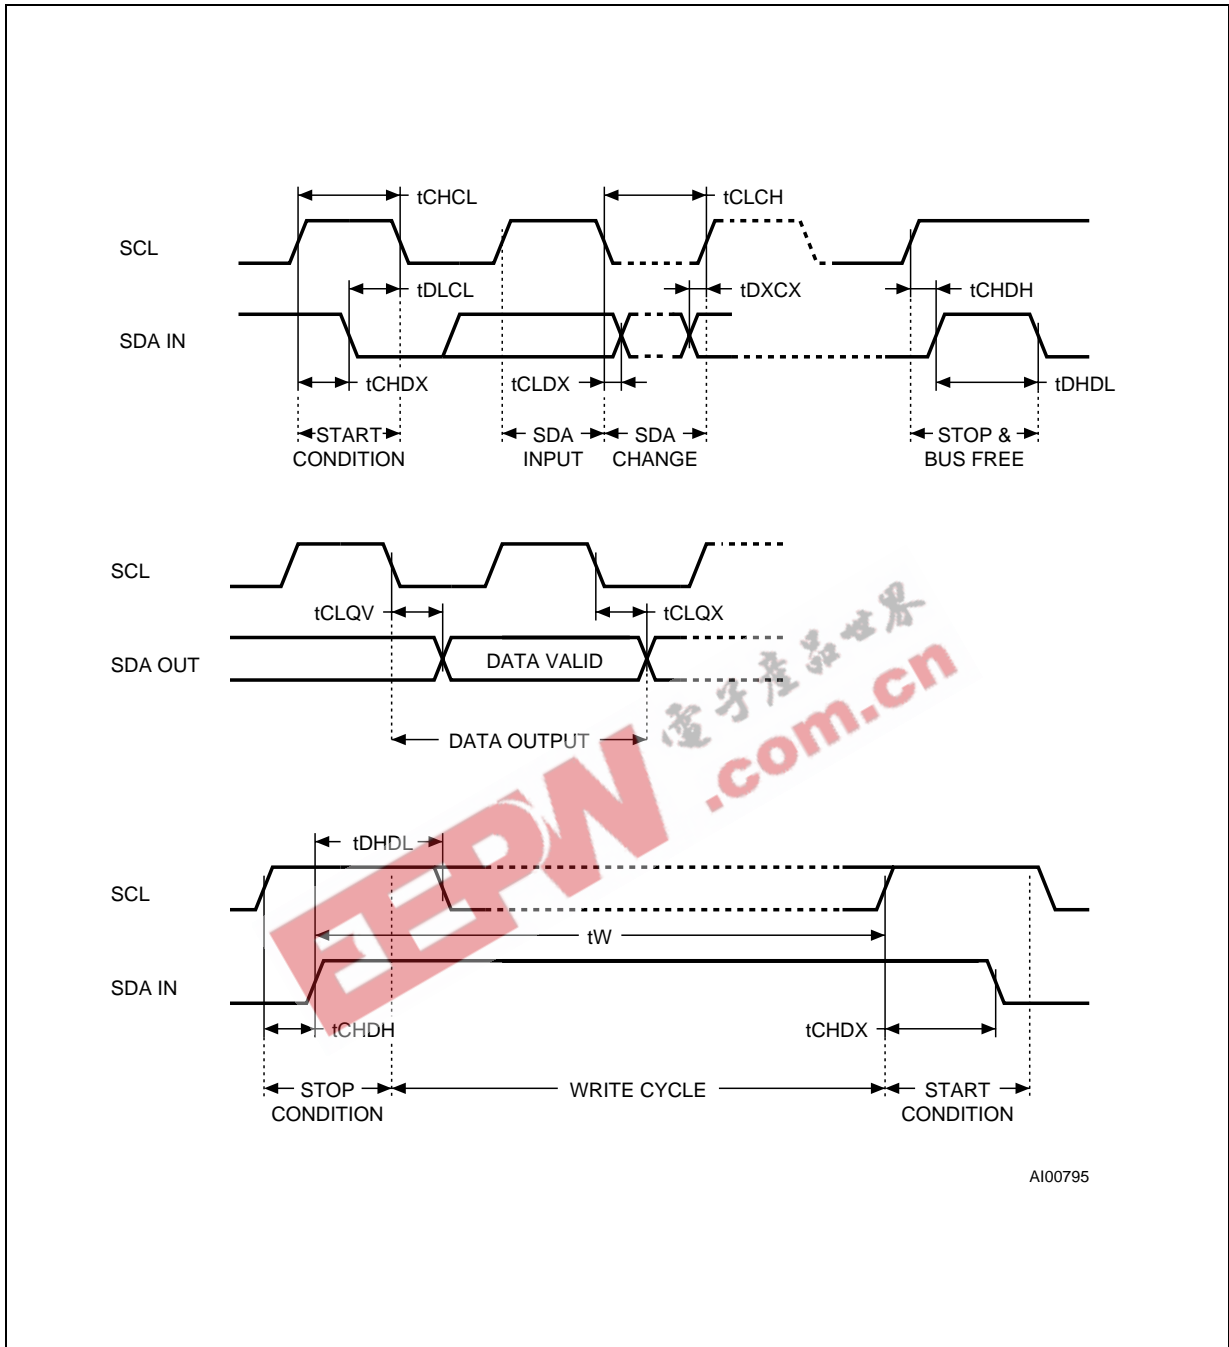 tCHCL
tCLCH
SCL
tDLCL
tDXCX
tCHDH
SDA IN
tCHDX
tCLDX
tDHDL
START
CONDITION
SDA
INPUT
SDA
CHANGE
STOP &
BUS FREE
SCL
tCLQV
tCLQX
SDA OUT
DATA VALID
DATA OUTPUT
電子產品世界
EEPW
.com.cn
tDHDL
SCL
tW
SDA IN
tCHDH
tCHDX
STOP
CONDITION
WRITE CYCLE
START
CONDITION
AI00795